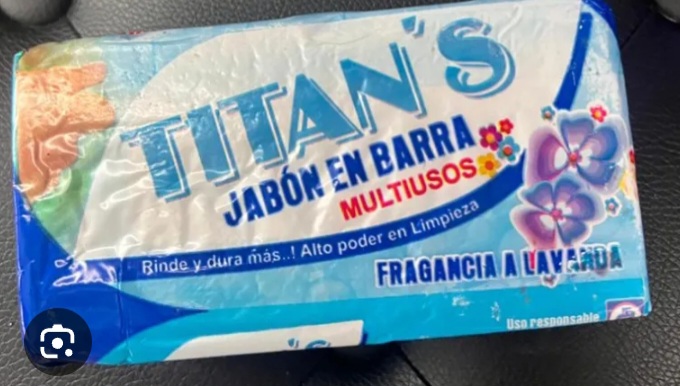 TITAN'S
JABÓN EN BARRA
MULTIUSOS
Rinde y dura más..! Alto poder en Limpieza
FRAGANCIA A LAVANDA
Uso responsable